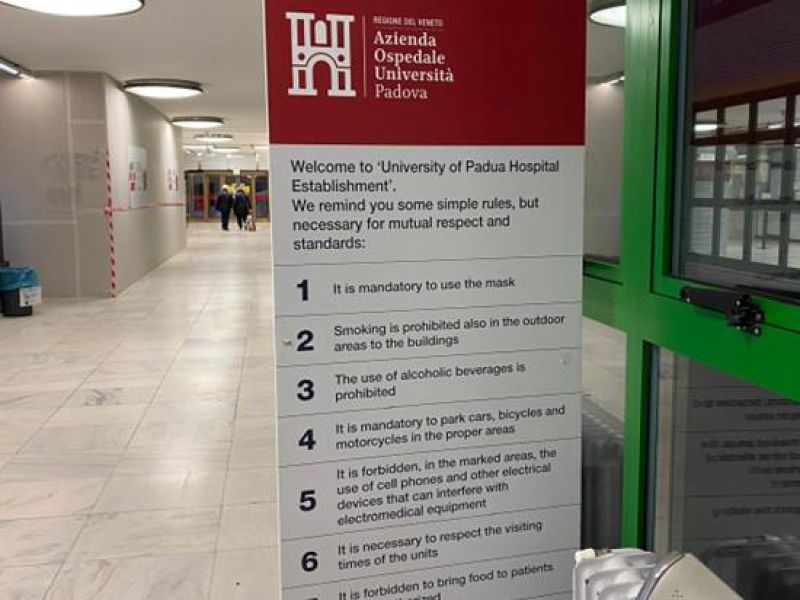 REGIONE DEL VENETO
Azienda
Ospedale
Università
Padova
Welcome to 'University of Padua Hospital
Establishment'.
We remind you some simple rules, but
necessary for mutual respect and
standards:
1 It is mandatory to use the mask
2 Smoking is prohibited also in the outdoor
areas to the buildings
3 The use of alcoholic beverages is
prohibited
4 It is mandatory to park cars, bicycles and
motorcycles in the proper areas
5 It is forbidden, in the marked areas, the
use of cell phones and other electrical
devices that can interfere with
electromedical equipment
6 It is necessary to respect the visiting
times of the units
It is forbidden to bring food to patients